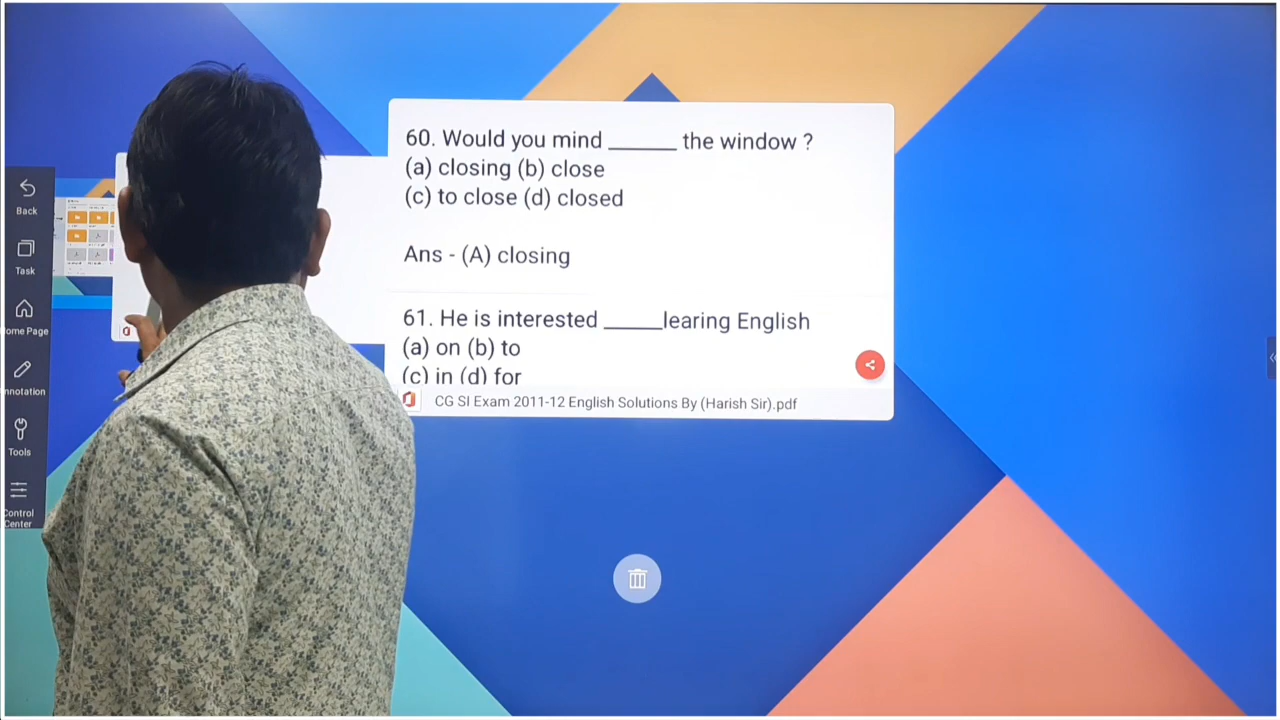 Back
Task
ome Page
nnotation
Tools
Control
Center
60. Would you mind ______ the window ?
(a) closing (b) close
(c) to close (d) closed
Ans - (A) closing
61. He is interested _____learing English
(a) on (b) to
(c) in (d) for
CG SI Exam 2011-12 English Solutions By (Harish Sir).pdf